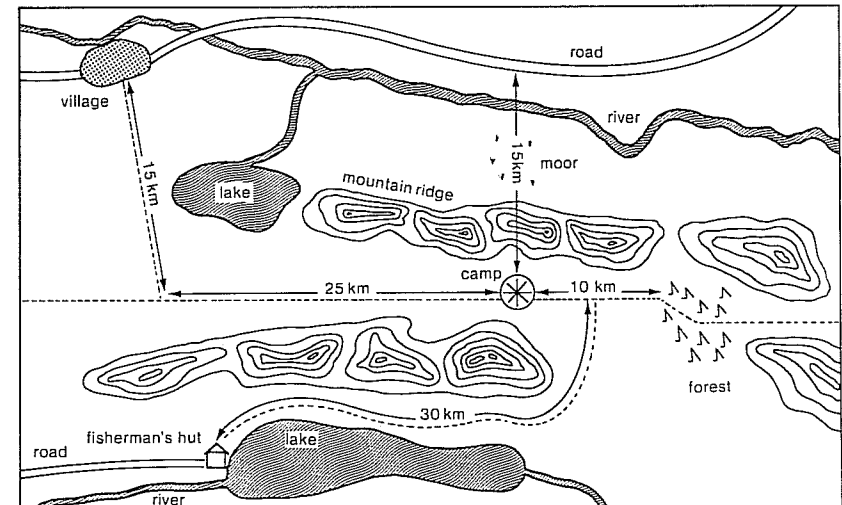 road
village
river
15 km
moor
15 km
mountain ridge
lake
camp
25 km
10 km
forest
30 km
fisherman's hut
lake
road
river